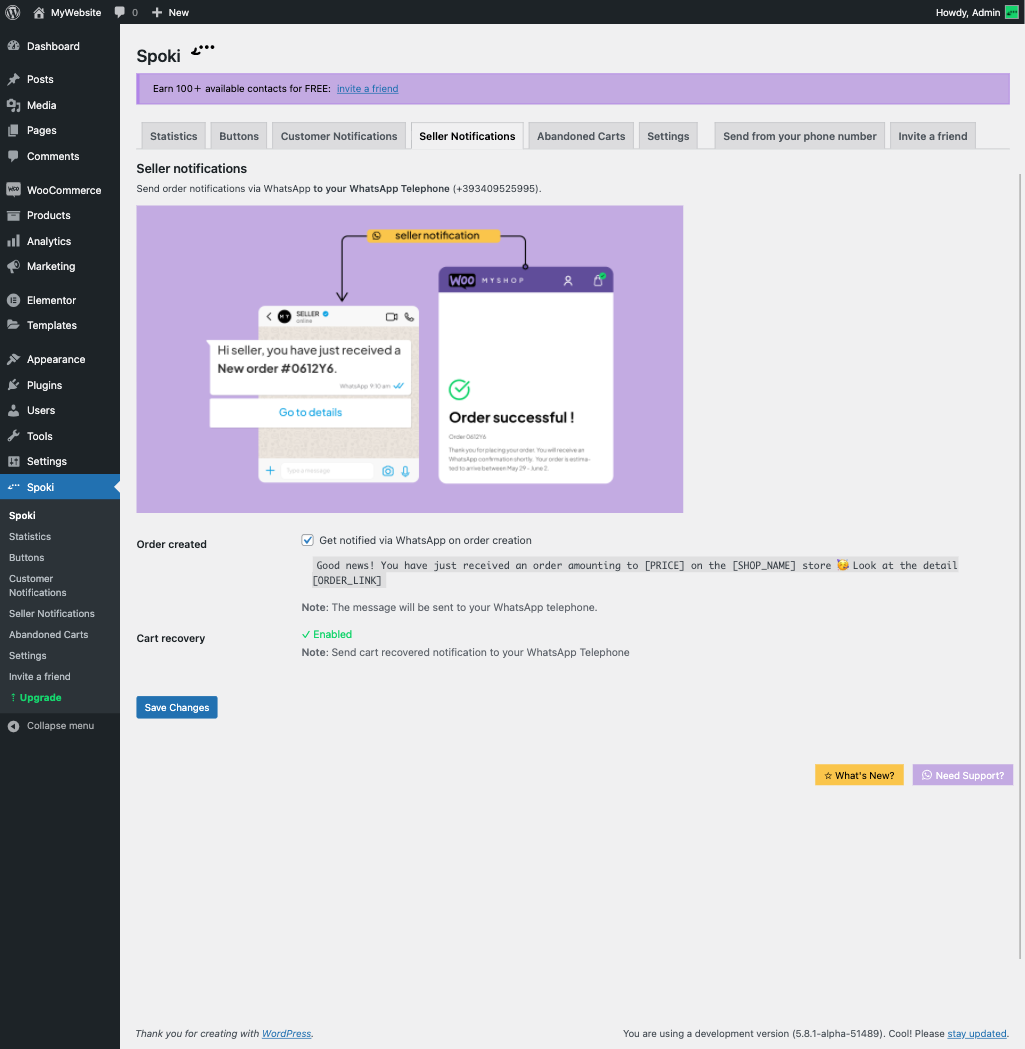 MyWebsite 0 New Howdy, Admin
Dashboard
Posts
Media
Pages
Comments
WooCommerce
Products
Analytics
Marketing
Elementor
Templates
Appearance
Plugins
Users
Tools
Settings
Spoki
Spoki
Statistics
Buttons
Customer
Notifications
Seller Notifications
Abandoned Carts
Settings
Invite a friend
↑ Upgrade
Collapse menu
Spoki
Earn 100+ available contacts for FREE: invite a friend
Statistics Buttons Customer Notifications Seller Notifications Abandoned Carts Settings Send from your phone number Invite a friend
Seller notifications
Send order notifications via WhatsApp to your WhatsApp Telephone (+393409525995).
seller notification
MY SELLER
online
Hi seller, you have just received a
New order #0612Y6.
WhatsApp 9:10 am
Go to details
Type a message
WOO MYSHOP
Order successful !
Order 0612Y6
Thank you for placing your order. You will receive an
WhatsApp confirmation shortly. Your order is estima-
ted to arrive between May 29 - June 2.
Order created Get notified via WhatsApp on order creation
Good news! You have just received an order amounting to [PRICE] on the [SHOP_NAME] store 🥳 Look at the detail
[ORDER_LINK]
Note: The message will be sent to your WhatsApp telephone.
Cart recovery ✓ Enabled
Note: Send cart recovered notification to your WhatsApp Telephone
Save Changes
☆ What's New? Need Support?
Thank you for creating with WordPress. You are using a development version (5.8.1-alpha-51489). Cool! Please stay updated.